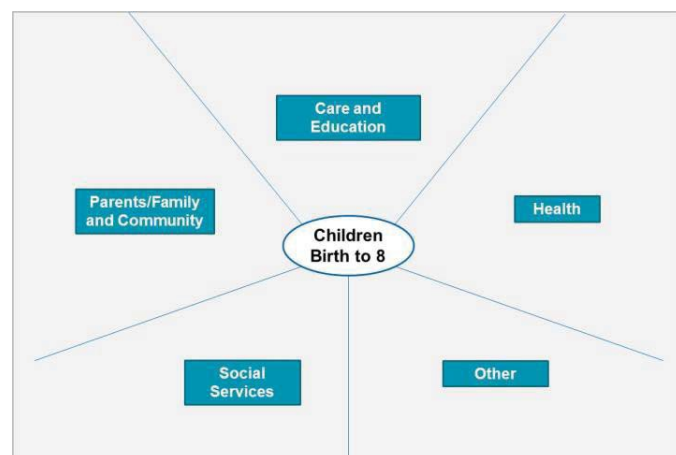 Care and
Education
Parents/Family
and Community
Health
Children
Birth to 8
Social
Services
Other